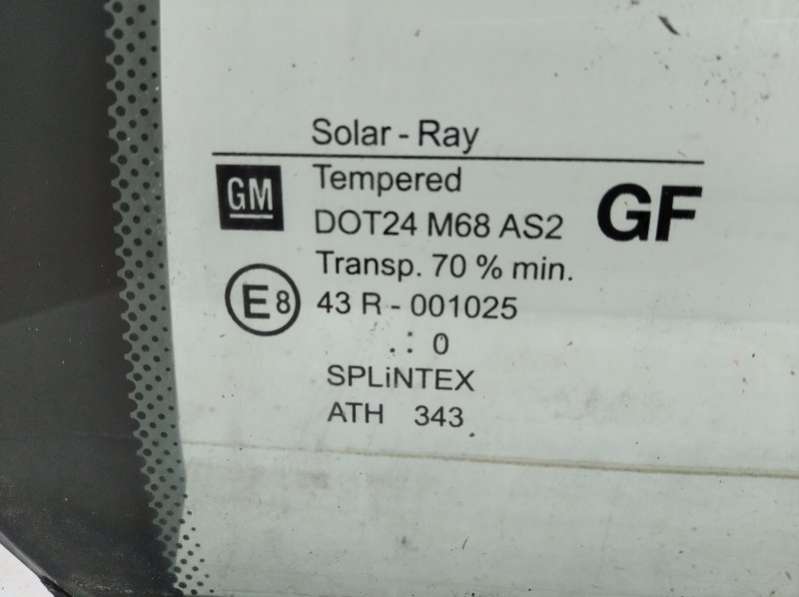 Solar - Ray
GM
Tempered
DOT24 M68 AS2
GF
Transp. 70 % min.
E8
43 R - 001025
.: 0
SPLiNTEX
ATH 343